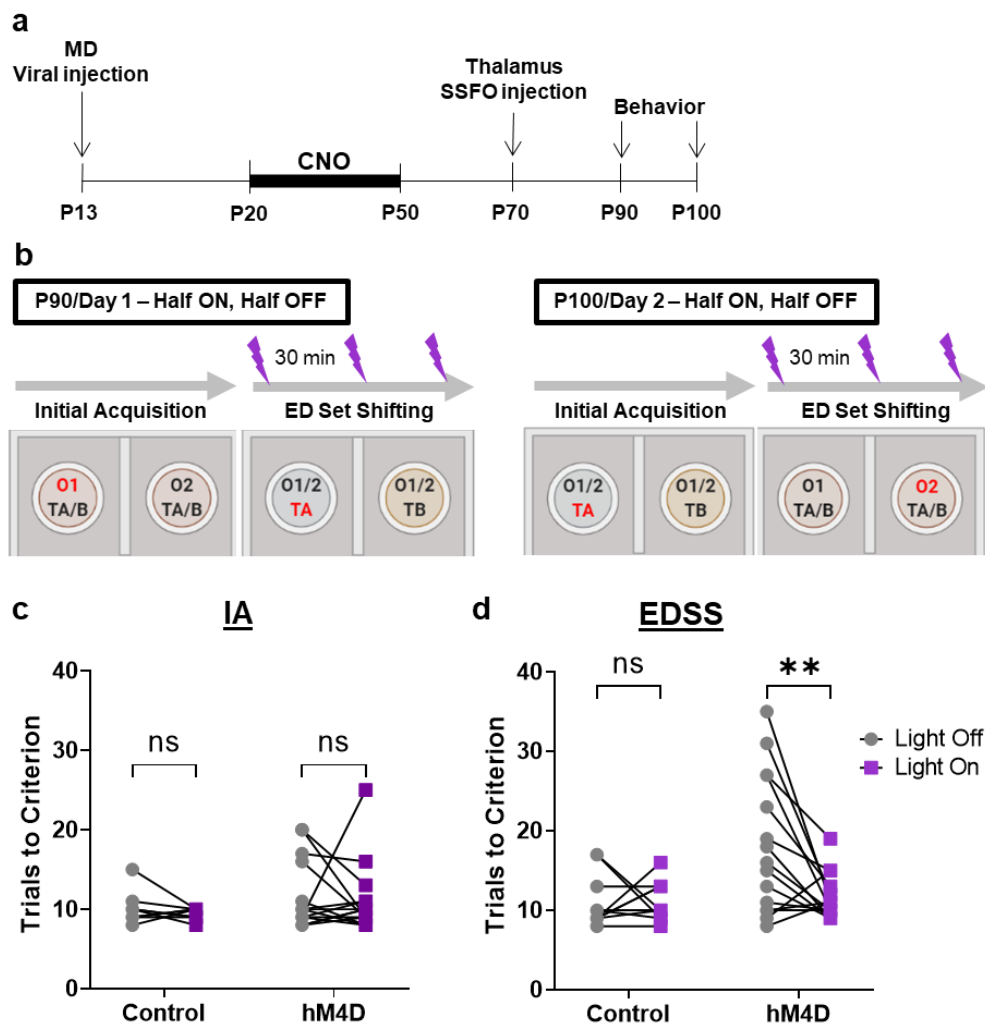 a
MD
Viral injection
Thalamus
SSFO injection
Behavior
CNO
P13
P20
P50
P70
P90
P100
b
P90/Day 1 – Half ON, Half OFF
P100/Day 2 – Half ON, Half OFF
30 min
30 min
Initial Acquisition
ED Set Shifting
Initial Acquisition
ED Set Shifting
O1
TA/B
O2
TA/B
O1/2
TA
O1/2
TB
O1/2
TA
O1/2
TB
O1
TA/B
O2
TA/B
c
IA
Trials to Criterion
40
30
20
10
0
ns
ns
Control
hM4D
d
EDSS
Trials to Criterion
40
30
20
10
0
ns
**
Control
hM4D
Light Off
Light On